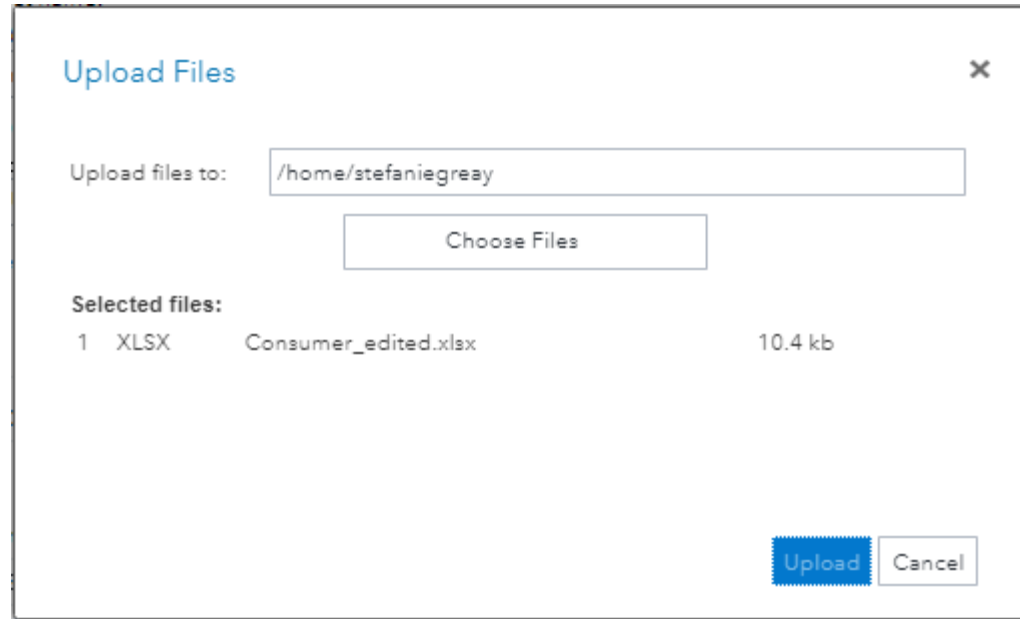 Upload Files
Upload files to: /home/stefaniegreay
Choose Files
Selected files:
1 XLSX Consumer_edited.xlsx 10.4 kb
Upload Cancel